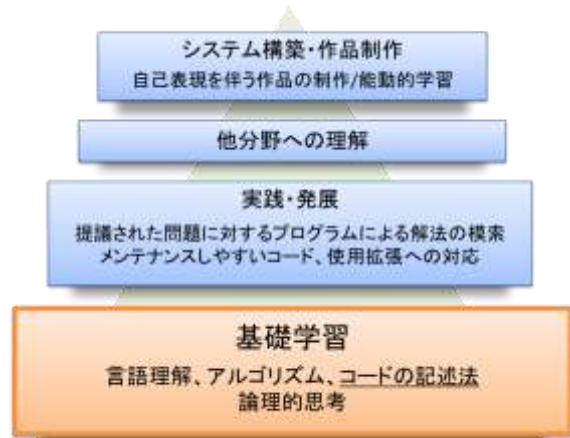 システム構築・作品制作
自己表現を伴う作品の制作/能動的学習
他分野への理解
実践・発展
提議された問題に対するプログラムによる解法の模索
メンテナンスしやすいコード、使用拡張への対応
基礎学習
言語理解、アルゴリズム、コードの記述法
論理的思考